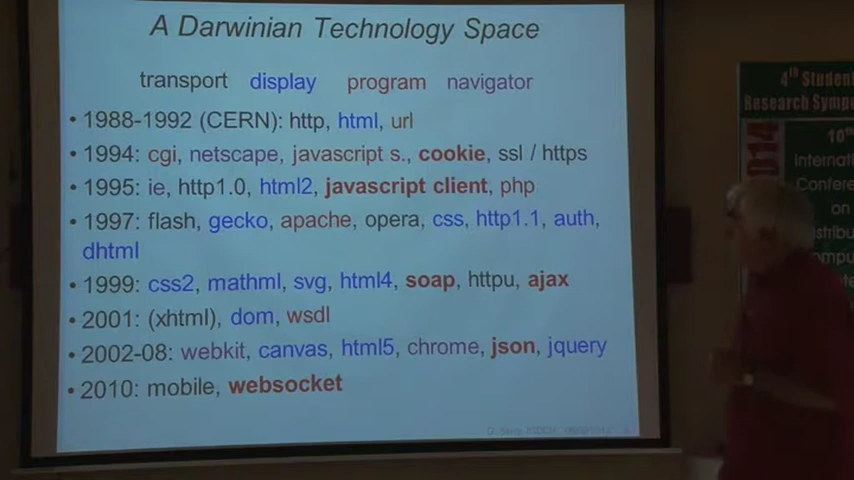 A Darwinian Technology Space
transport display program navigator
• 1988-1992 (CERN): http, html, url
• 1994: cgi, netscape, javascript s., cookie, ssl / https
• 1995: ie, http1.0, html2, javascript client, php
• 1997: flash, gecko, apache, opera, css, http1.1, auth,
dhtml
• 1999: css2, mathml, svg, html4, soap, httpu, ajax
• 2001: (xhtml), dom, wsdl
• 2002-08: webkit, canvas, html5, chrome, json, jquery
• 2010: mobile, websocket
4th Student
Research
10th
on